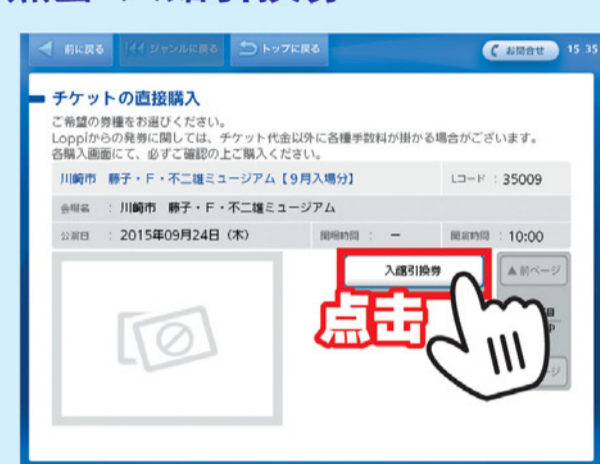 前に戻る ジャンルに戻る トップに戻る お問合せ 15 35
チケットの直接購入
ご希望の券種をお選びください。
Loppiからの発券に関しては、チケット代金以外に各種手数料が掛かる場合がございます。
各購入画面にて、必ずご確認の上ご購入ください。
川崎市 藤子・F・不二雄ミュージアム【9月入場分】 Lコード : 35009
会場名 : 川崎市 藤子・F・不二雄ミュージアム
公演日 : 2015年09月24日(木) 開場時間 : ー 開演時間 : 10:00
入館引換券 ▲前ページ
点击